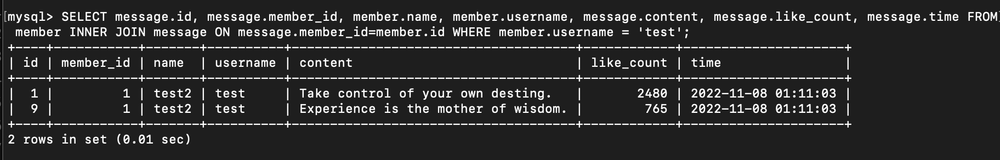 [mysql> SELECT message.id, message.member_id, member.name, member.username, message.content, message.like_count, message.time FROM]
 member INNER JOIN message ON message.member_id=member.id WHERE member.username = 'test';
+----+-----------+-------+----------+-------------------------------------+------------+---------------------+
| id | member_id | name  | username | content                             | like_count | time                |
+----+-----------+-------+----------+-------------------------------------+------------+---------------------+
|  1 |         1 | test2 | test     | Take control of your own desting.   |       2480 | 2022-11-08 01:11:03 |
|  9 |         1 | test2 | test     | Experience is the mother of wisdom. |        765 | 2022-11-08 01:11:03 |
+----+-----------+-------+----------+-------------------------------------+------------+---------------------+
2 rows in set (0.01 sec)